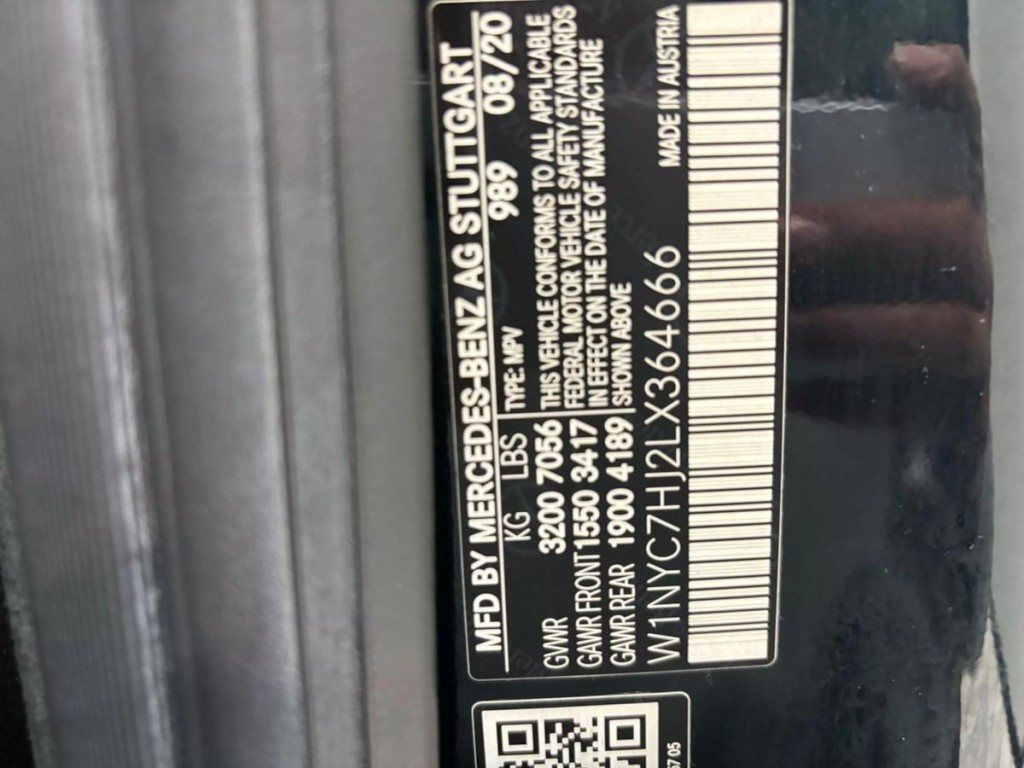 MFD BY MERCEDES-BENZ AG STUTTGART
KG LBS 989 08/20
GVWR 3200 7056 TYPE: MPV
GAWR FRONT 1550 3417
GAWR REAR 1900 4189
THIS VEHICLE CONFORMS TO ALL APPLICABLE
FEDERAL MOTOR VEHICLE SAFETY STANDARDS
IN EFFECT ON THE DATE OF MANUFACTURE
SHOWN ABOVE
W1NYC7HJ2LX364666 MADE IN AUSTRIA